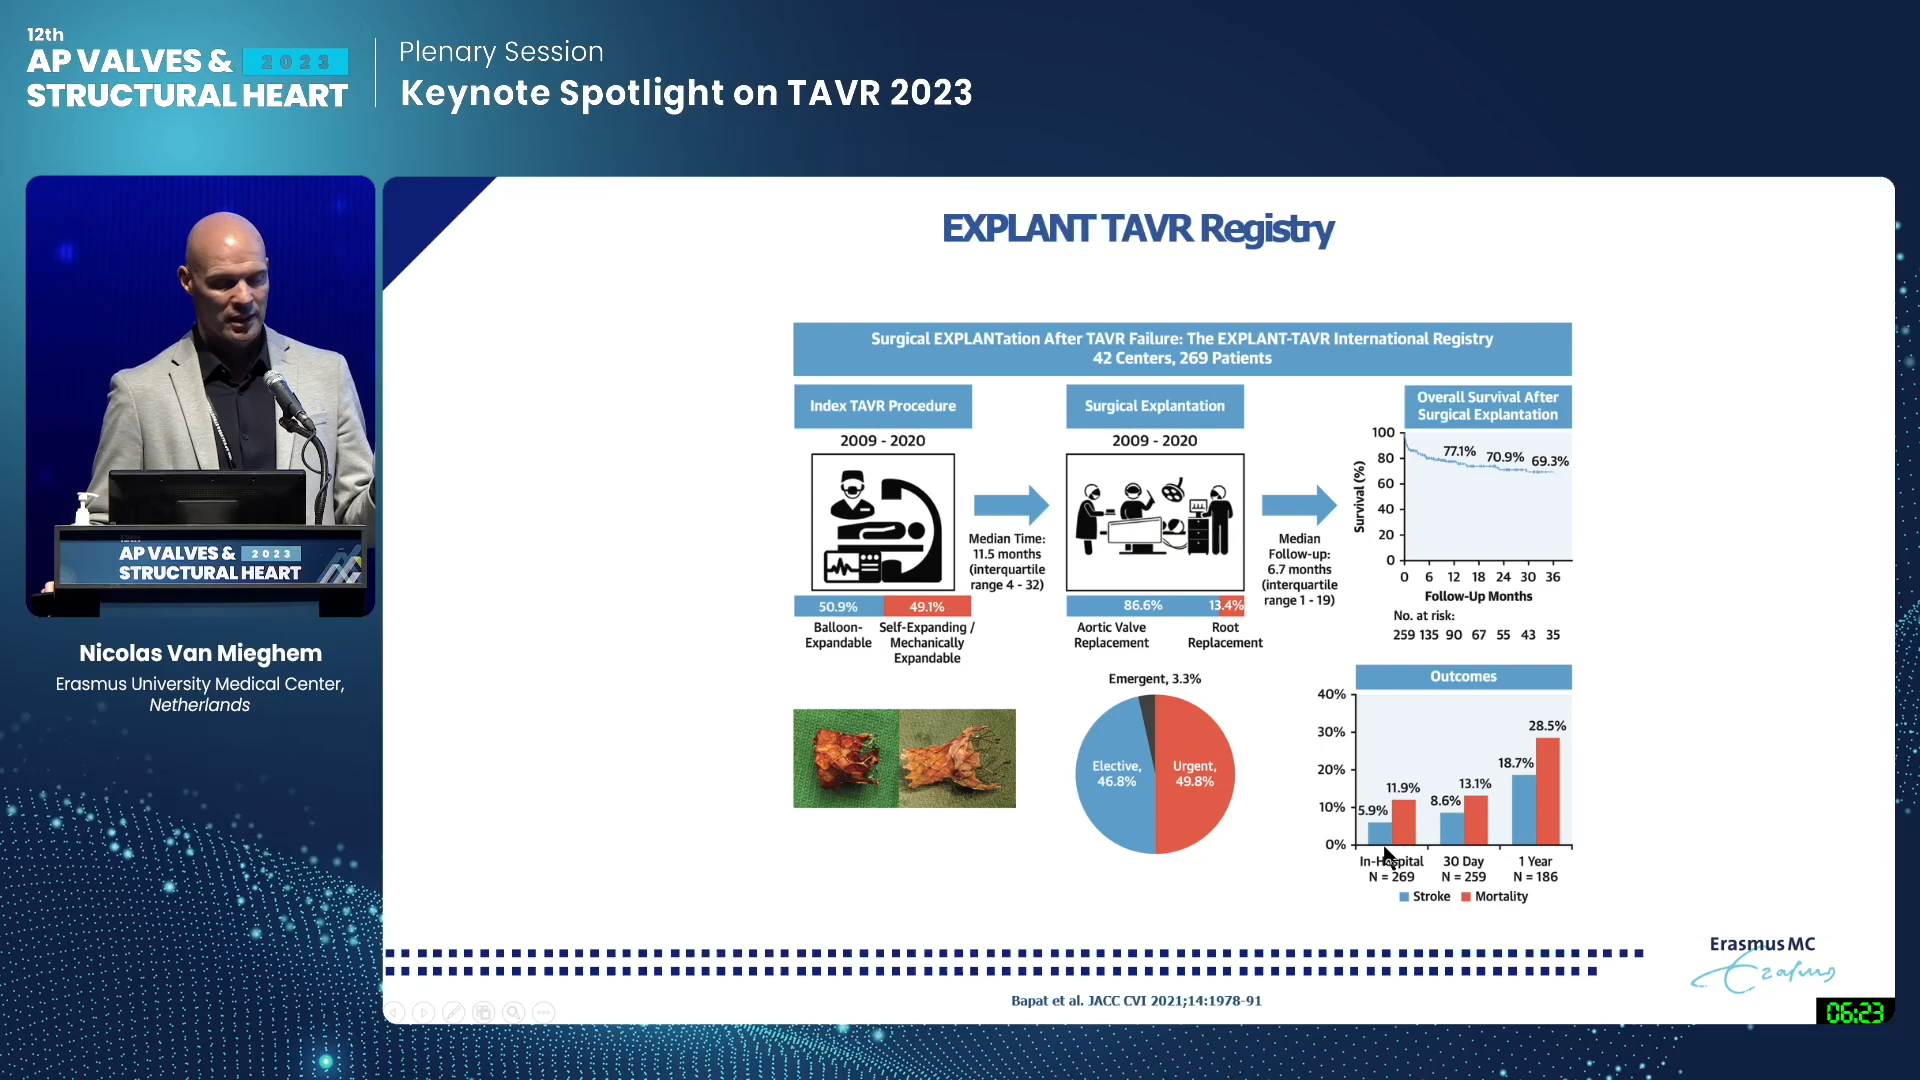 12th
AP VALVES & 2023
STRUCTURAL HEART
Plenary Session
Keynote Spotlight on TAVR 2023
AP VALVES & 2023
STRUCTURAL HEART
Nicolas Van Mieghem
Erasmus University Medical Center,
Netherlands
EXPLANT TAVR Registry
Surgical EXPLANTation After TAVR Failure: The EXPLANT-TAVR International Registry
42 Centers, 269 Patients
Index TAVR Procedure
2009 - 2020
50.9%
49.1%
Balloon-
Expandable
Self-Expanding /
Mechanically
Expandable
Median Time:
11.5 months
(interquartile
range 4 - 32)
Surgical Explantation
2009 - 2020
86.6%
13.4%
Aortic Valve
Replacement
Root
Replacement
Median
Follow-up:
6.7 months
(interquartile
range 1 - 19)
Overall Survival After
Surgical Explantation
Survival (%)
100
80
60
40
20
0
77.1%
70.9%
69.3%
0 6 12 18 24 30 36
Follow-Up Months
No. at risk:
259 135 90 67 55 43 35
Emergent, 3.3%
Elective,
46.8%
Urgent,
49.8%
Outcomes
40%
30%
20%
10%
0%
5.9%
11.9%
8.6%
13.1%
18.7%
28.5%
In-Hospital
N = 269
30 Day
N = 259
1 Year
N = 186
Stroke Mortality
Erasmus MC
Erasmus
Bapat et al. JACC CVI 2021;14:1978-91
06:23